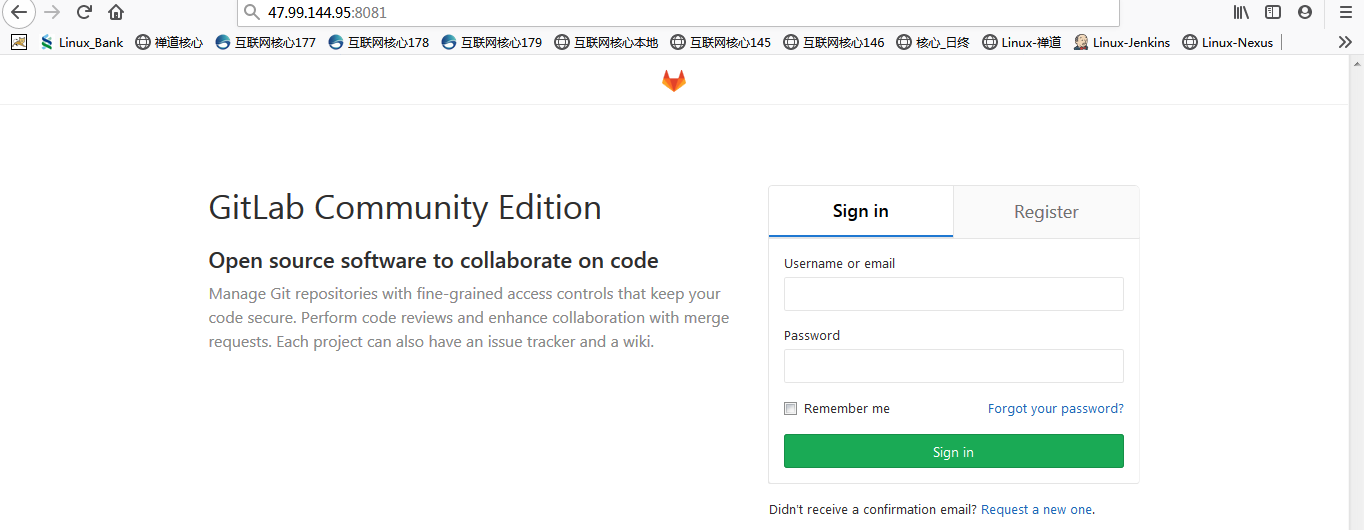 47.99.144.95:8081
Linux_Bank 禅道核心 互联网核心177 互联网核心178 互联网核心179 互联网核心本地 互联网核心145 互联网核心146 核心_日终 Linux-禅道 Linux-Jenkins Linux-Nexus
GitLab Community Edition
Open source software to collaborate on code
Manage Git repositories with fine-grained access controls that keep your
code secure. Perform code reviews and enhance collaboration with merge
requests. Each project can also have an issue tracker and a wiki.
Sign in Register
Username or email
Password
Remember me Forgot your password?
Sign in
Didn't receive a confirmation email? Request a new one.